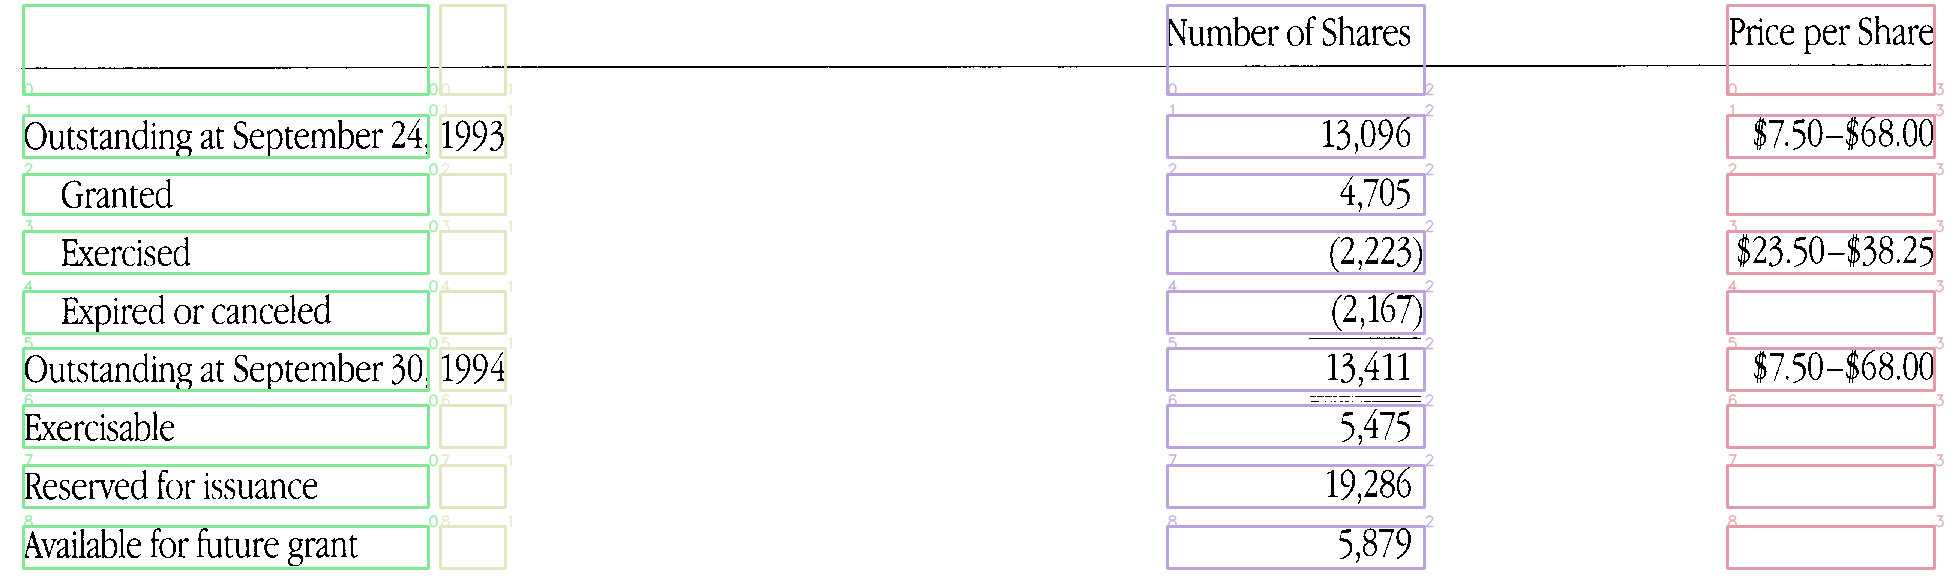 Number of Shares Price per Share
Outstanding at September 24, 1993 13,096 $7.50–$68.00
Granted 4,705
Exercised (2,223) $23.50–$38.25
Expired or canceled (2,167)
Outstanding at September 30, 1994 13,411 $7.50–$68.00
Exercisable 5,475
Reserved for issuance 19,286
Available for future grant 5,879